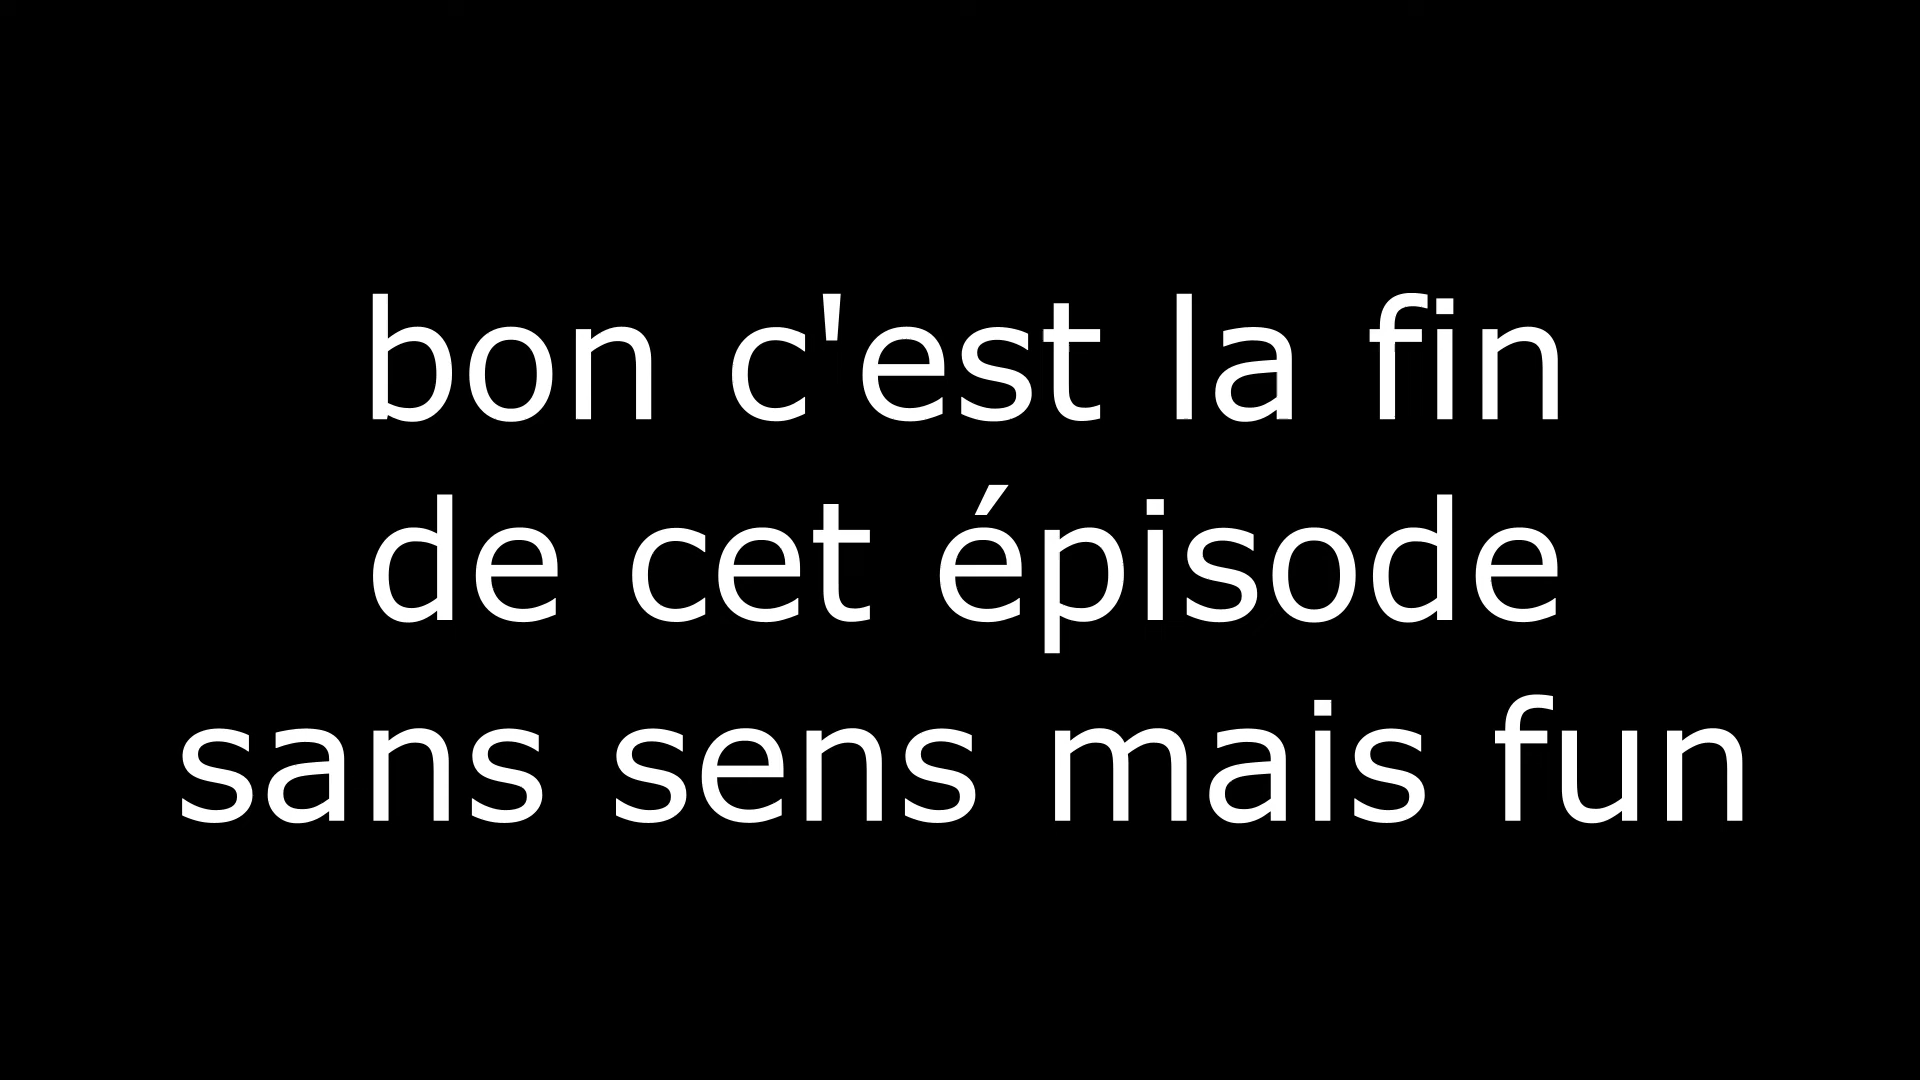 bon c'est la fin
de cet épisode
sans sens mais fun